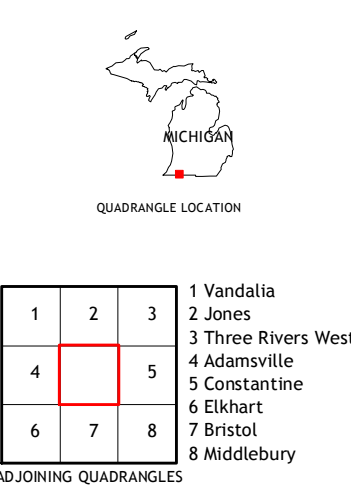 MICHIGAN
QUADRANGLE LOCATION
1 2 3
4 5
6 7 8
1 Vandalia
2 Jones
3 Three Rivers West
4 Adamsville
5 Constantine
6 Elkhart
7 Bristol
8 Middlebury
ADJOINING QUADRANGLES